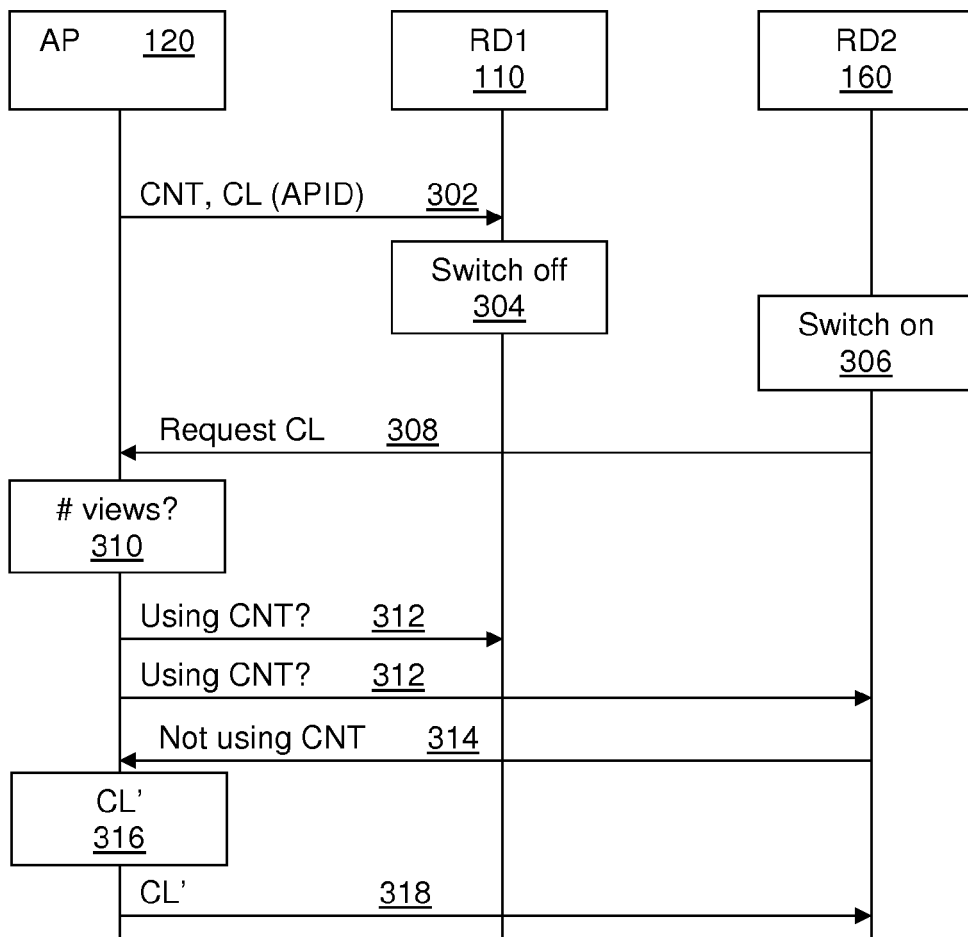 AP 120
RD1
110
RD2
160
CNT, CL (APID) 302
Switch off
304
Switch on
306
Request CL 308
# views?
310
Using CNT? 312
Using CNT? 312
Not using CNT 314
CL’
316
CL’ 318